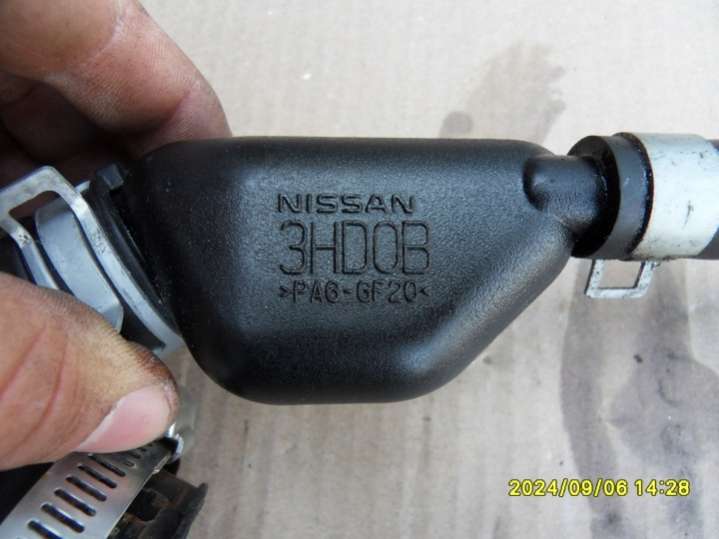 NISSAN
3HD0B
>PA6-GF20<
2024/09/06 14:28